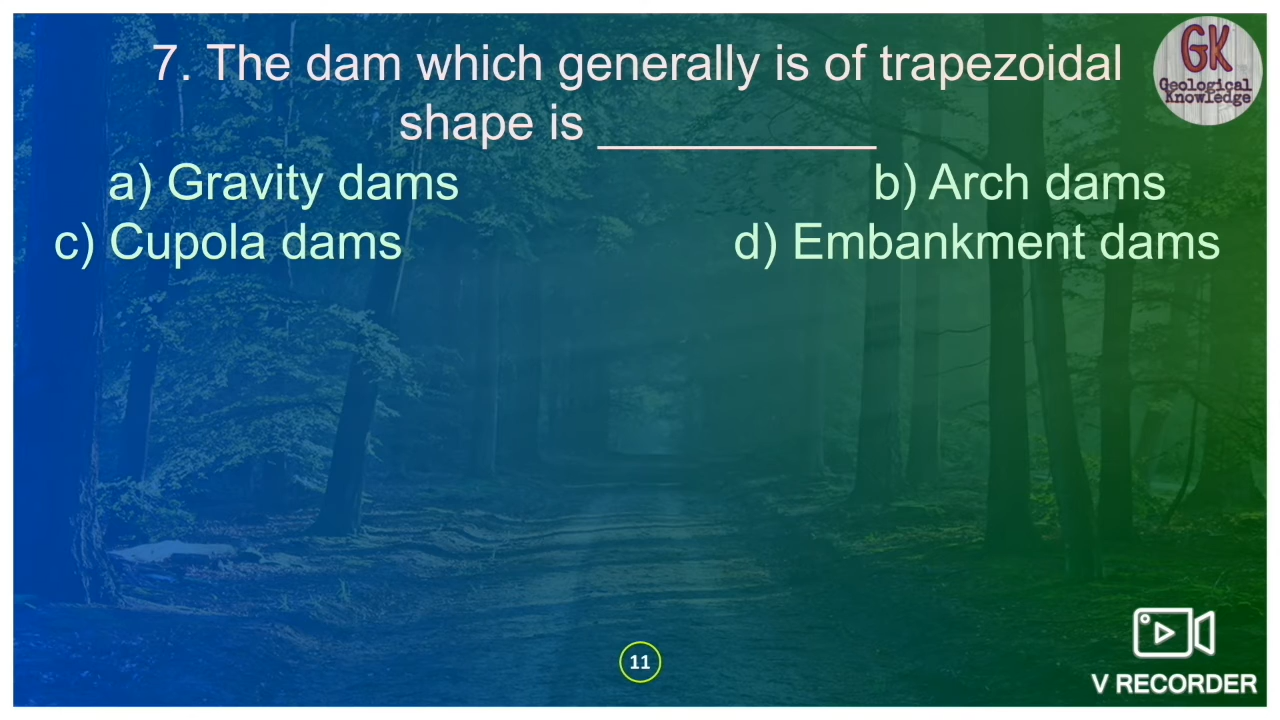 7. The dam which generally is of trapezoidal
shape is ___________
a) Gravity dams b) Arch dams
c) Cupola dams d) Embankment dams
GK
Geological
Knowledge
11
V RECORDER